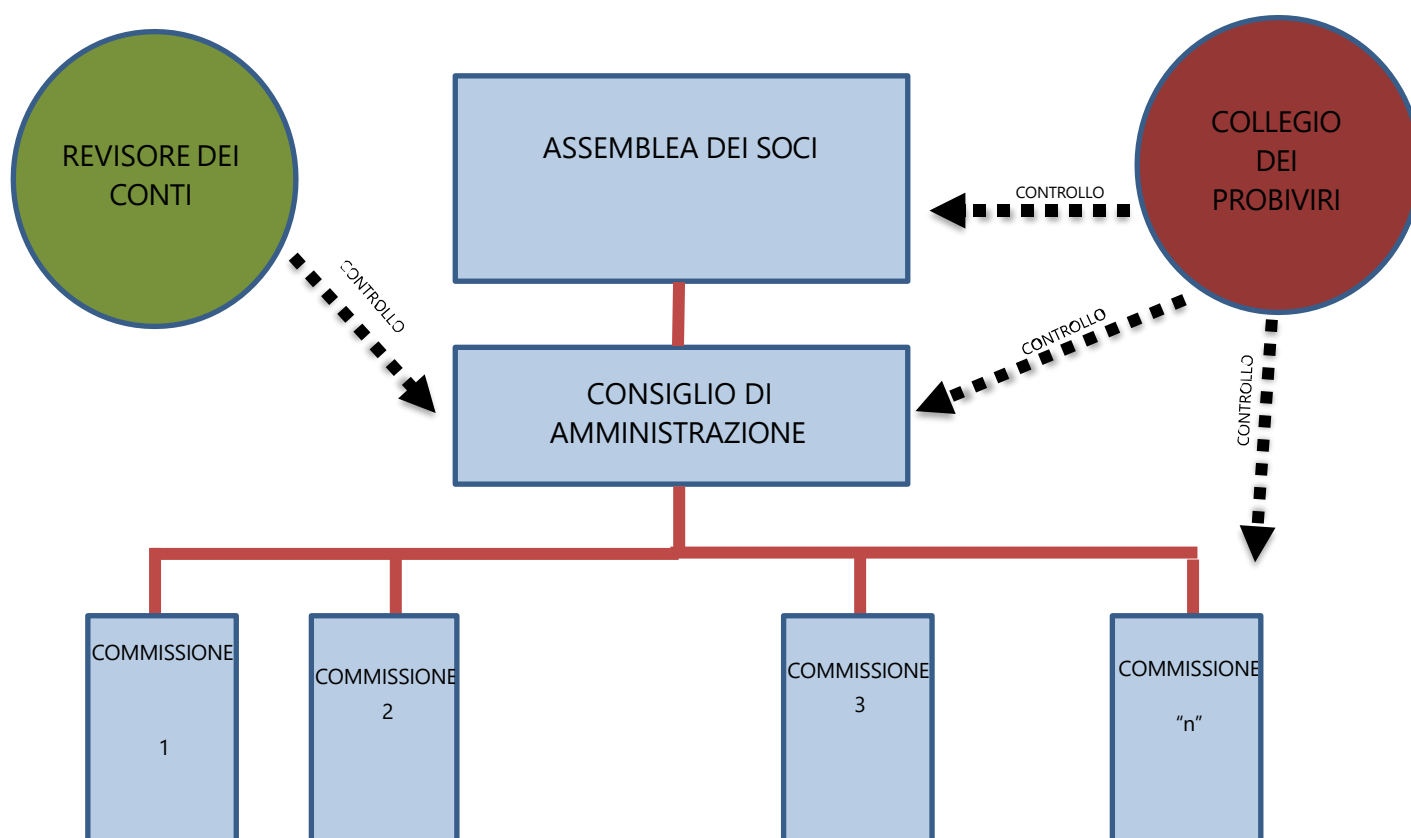 REVISORE DEI
CONTI
ASSEMBLEA DEI SOCI
COLLEGIO
DEI
PROBIVIRI
CONTROLLO
CONTROLLO
CONTROLLO
CONTROLLO
CONSIGLIO DI
AMMINISTRAZIONE
COMMISSIONE
1
COMMISSIONE
2
COMMISSIONE
3
COMMISSIONE
“n”